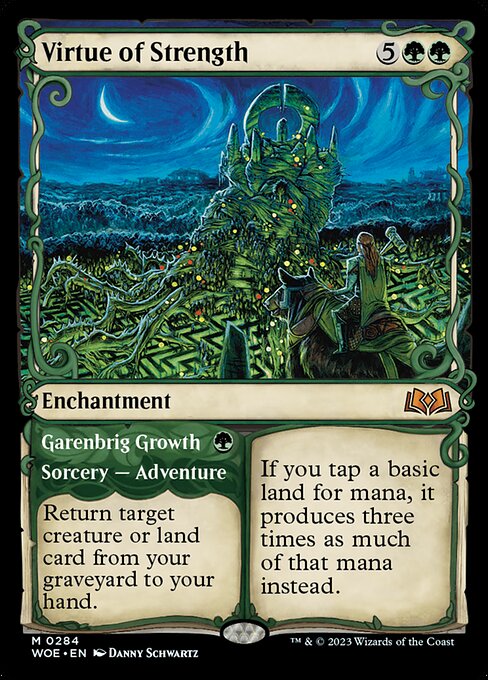 Virtue of Strength 5
Enchantment
Garenbrig Growth
Sorcery — Adventure
Return target
creature or land
card from your
graveyard to your
hand.
If you tap a basic
land for mana, it
produces three
times as much
of that mana
instead.
M 0284
WOE • EN Danny Schwartz
™ & © 2023 Wizards of the Coast